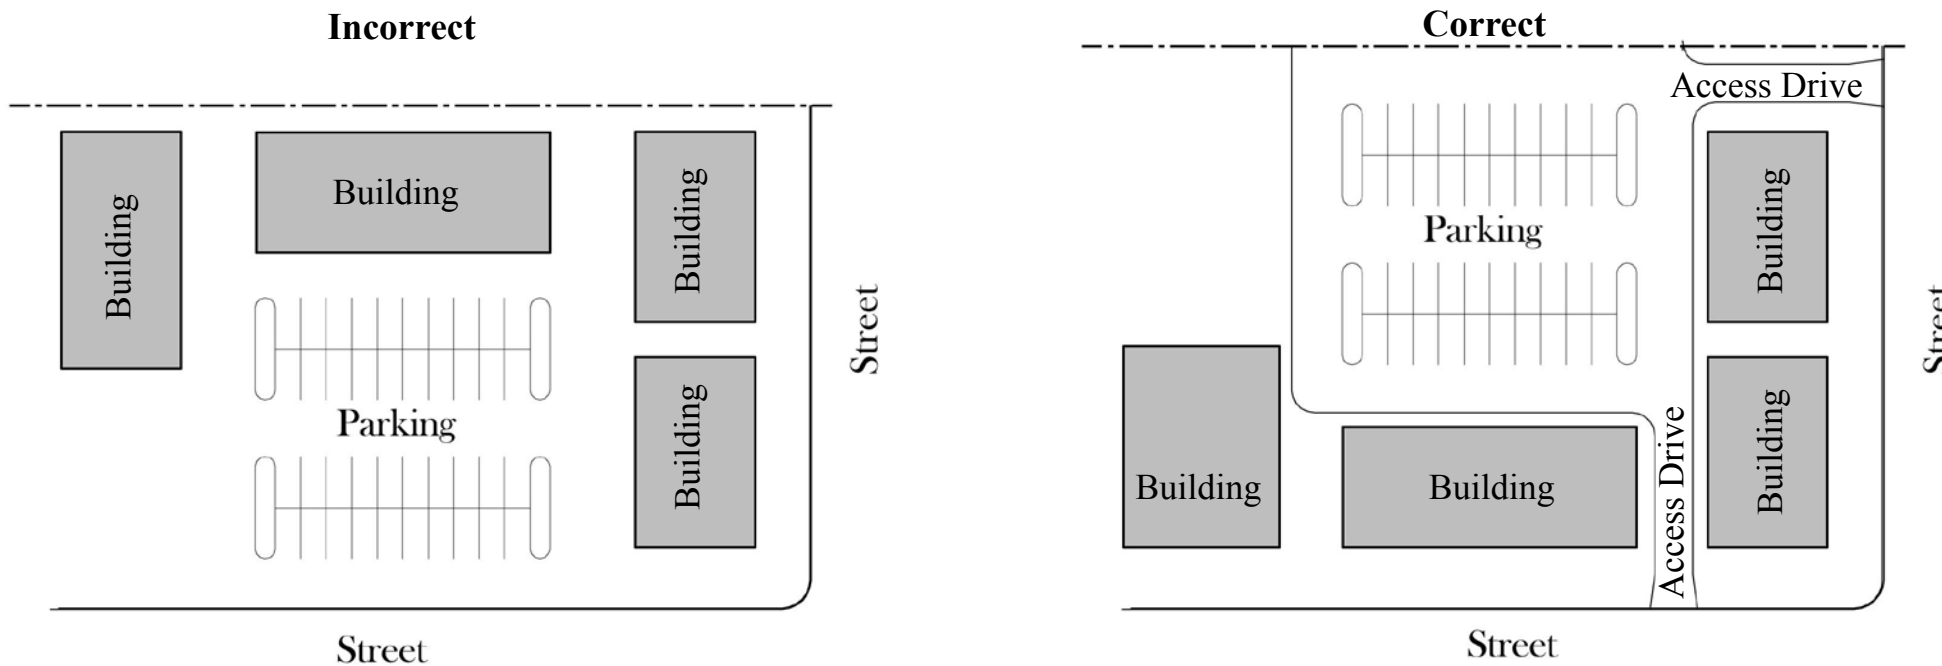 Incorrect
Building
Building
Building
Building
Parking
Street
Street
Correct
Access Drive
Building
Parking
Street
Building
Building
Building
Access Drive
Street